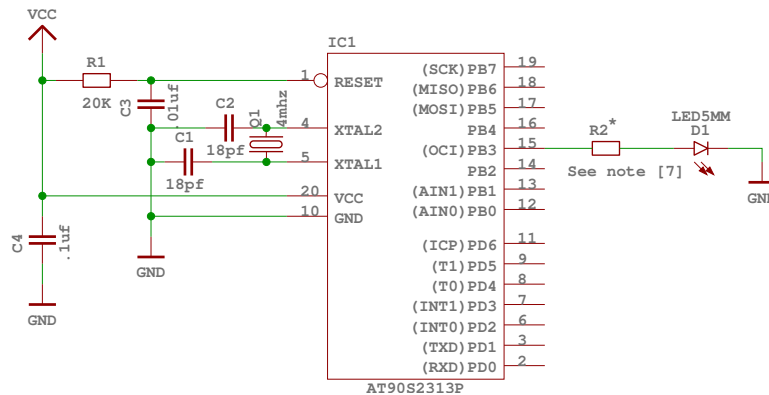 VCC
IC1
R1
20K
C3
.01uf
C2
18pf
Q1
4mhz
C1
18pf
C4
.1uf
GND
GND
1
RESET
4
XTAL2
5
XTAL1
20
VCC
10
GND
(SCK)PB7
19
(MISO)PB6
18
(MOSI)PB5
17
PB4
16
(OCI)PB3
15
PB2
14
(AIN1)PB1
13
(AIN0)PB0
12
(ICP)PD6
11
(T1)PD5
9
(T0)PD4
8
(INT1)PD3
7
(INT0)PD2
6
(TXD)PD1
3
(RXD)PD0
2
AT90S2313P
R2*
See note [7]
LED5MM
D1
GND